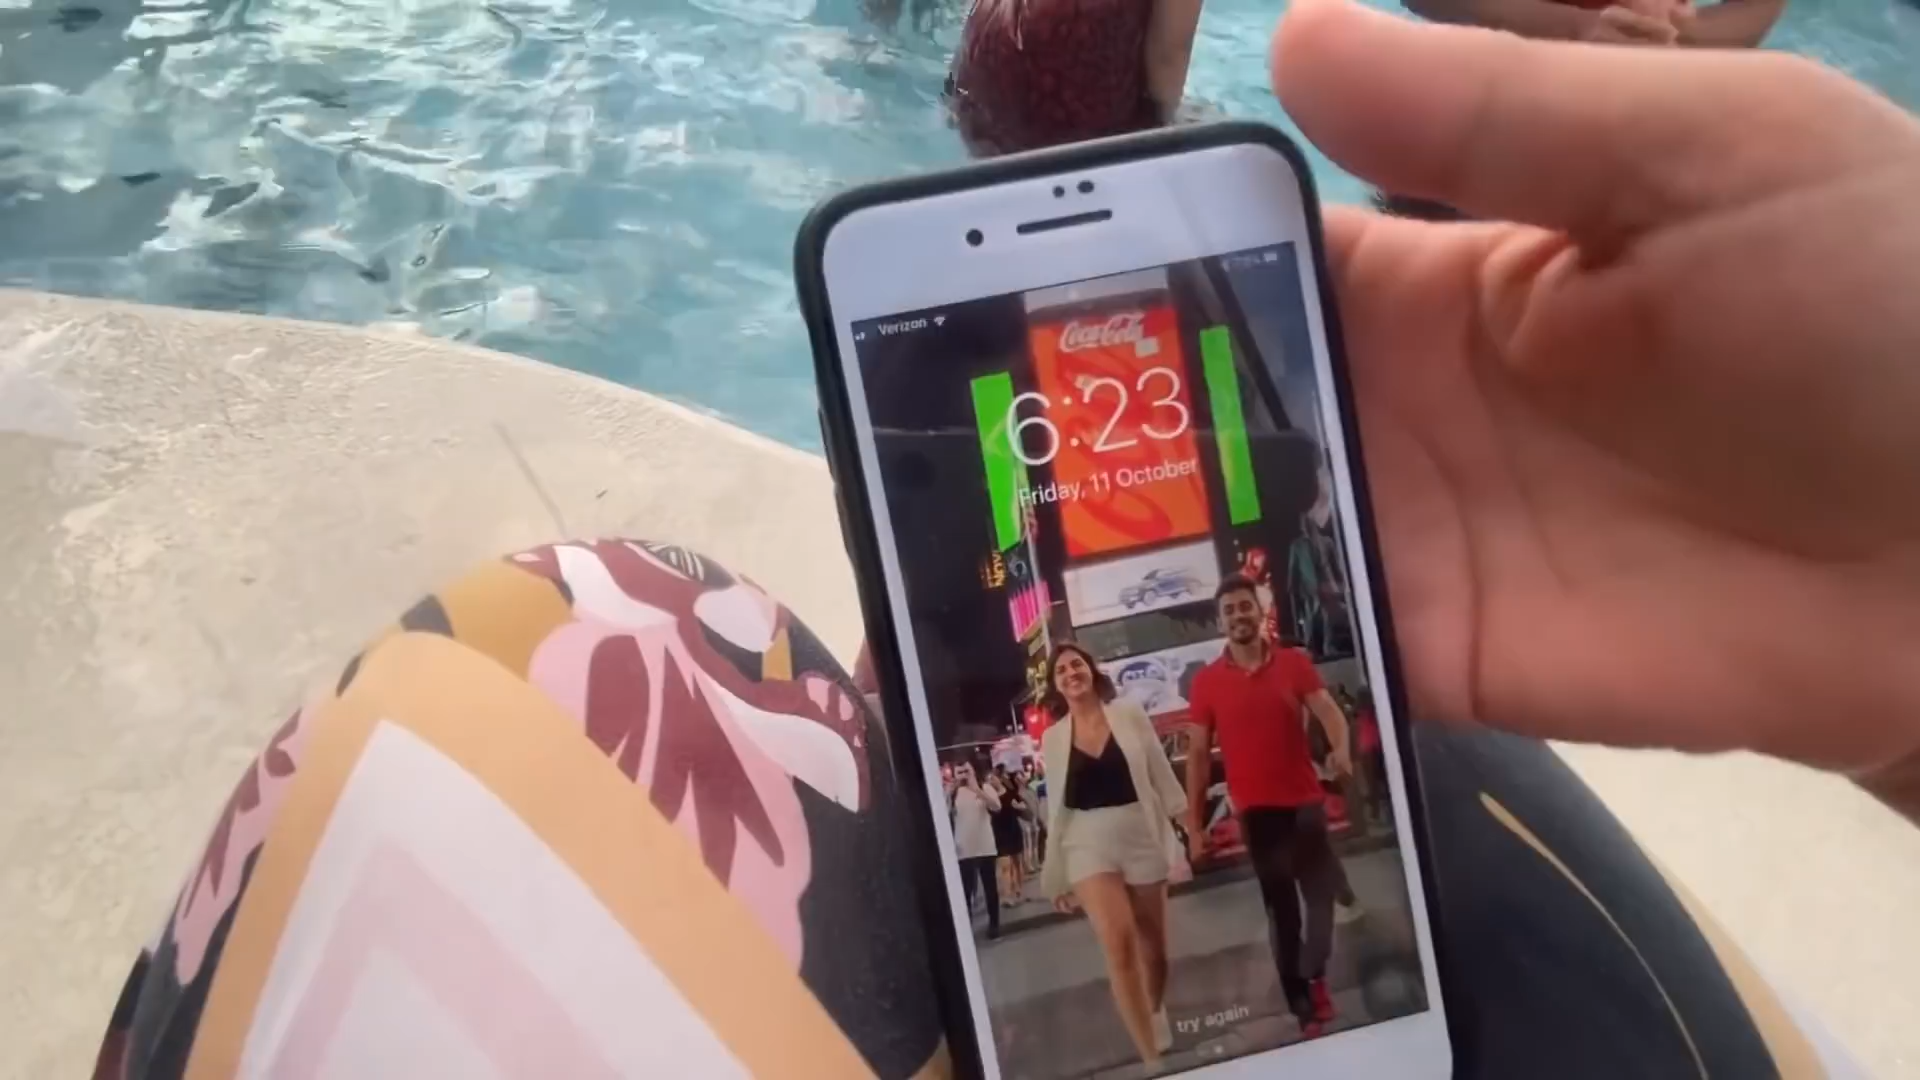 Verizon
Coca-Cola
6:23
Friday, 11 October
try again